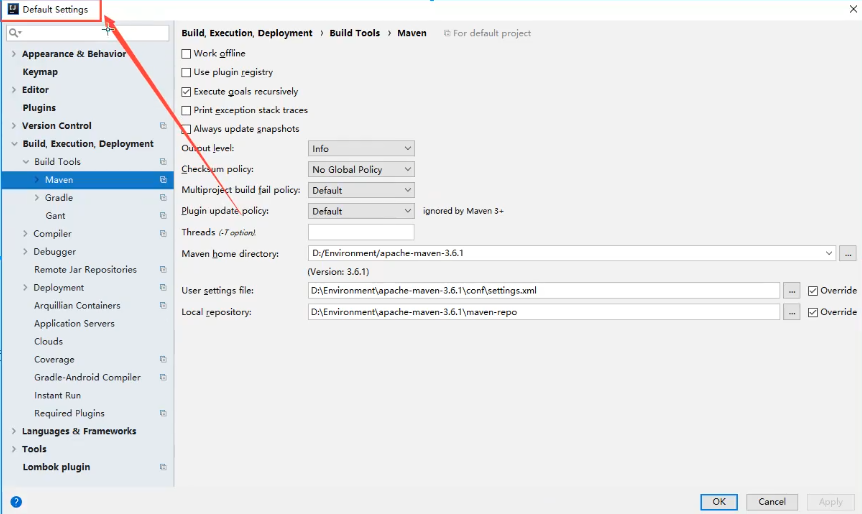 Default Settings
Build, Execution, Deployment › Build Tools › Maven For default project
Appearance & Behavior
Keymap
Editor
Plugins
Version Control
Build, Execution, Deployment
Build Tools
Maven
Gradle
Gant
Compiler
Debugger
Remote Jar Repositories
Deployment
Arquillian Containers
Application Servers
Clouds
Coverage
Gradle-Android Compiler
Instant Run
Required Plugins
Languages & Frameworks
Tools
Lombok plugin
Work offline
Use plugin registry
Execute goals recursively
Print exception stack traces
Always update snapshots
Output level: Info
Checksum policy: No Global Policy
Multiproject build fail policy: Default
Plugin update policy: Default ignored by Maven 3+
Threads (-T option):
Maven home directory: D:/Environment/apache-maven-3.6.1 ...
(Version: 3.6.1)
User settings file: D:\Environment\apache-maven-3.6.1\conf\settings.xml ... Override
Local repository: D:\Environment\apache-maven-3.6.1\maven-repo ... Override
? OK Cancel Apply